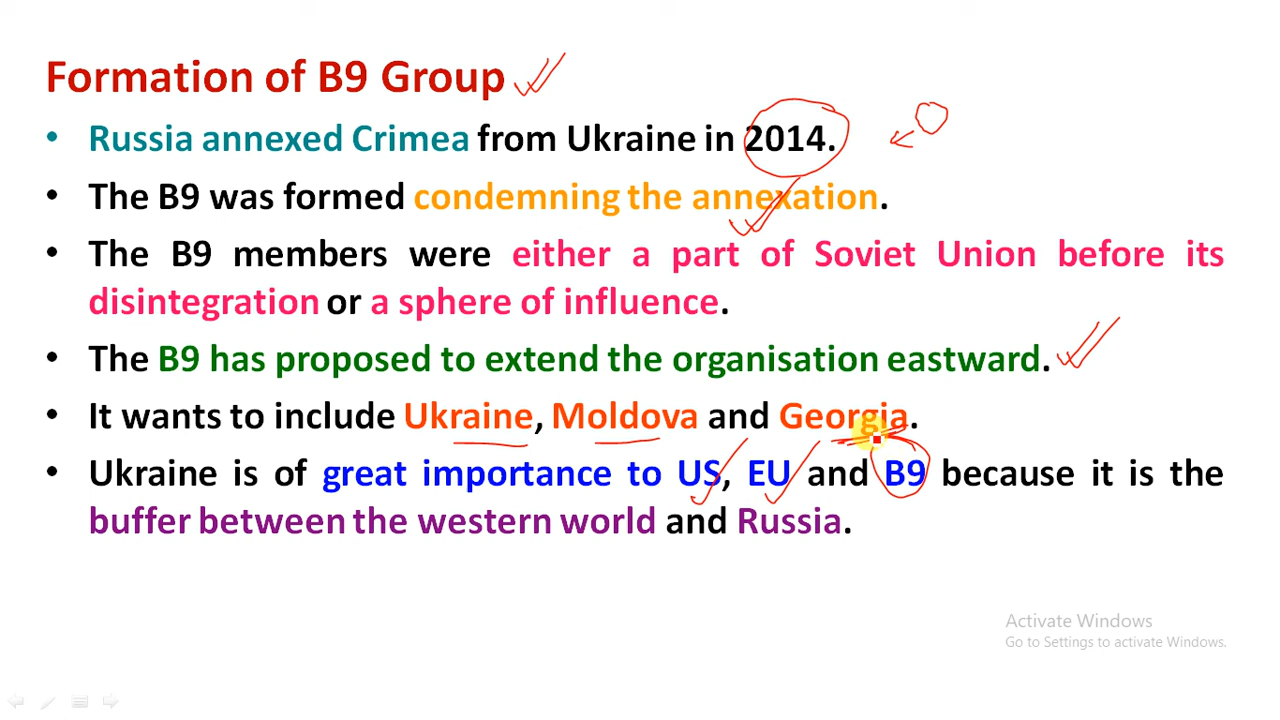 Formation of B9 Group
• Russia annexed Crimea from Ukraine in 2014.
• The B9 was formed condemning the annexation.
• The B9 members were either a part of Soviet Union before its
disintegration or a sphere of influence.
• The B9 has proposed to extend the organisation eastward.
• It wants to include Ukraine, Moldova and Georgia.
• Ukraine is of great importance to US, EU and B9 because it is the
buffer between the western world and Russia.
Activate Windows
Go to Settings to activate Windows.